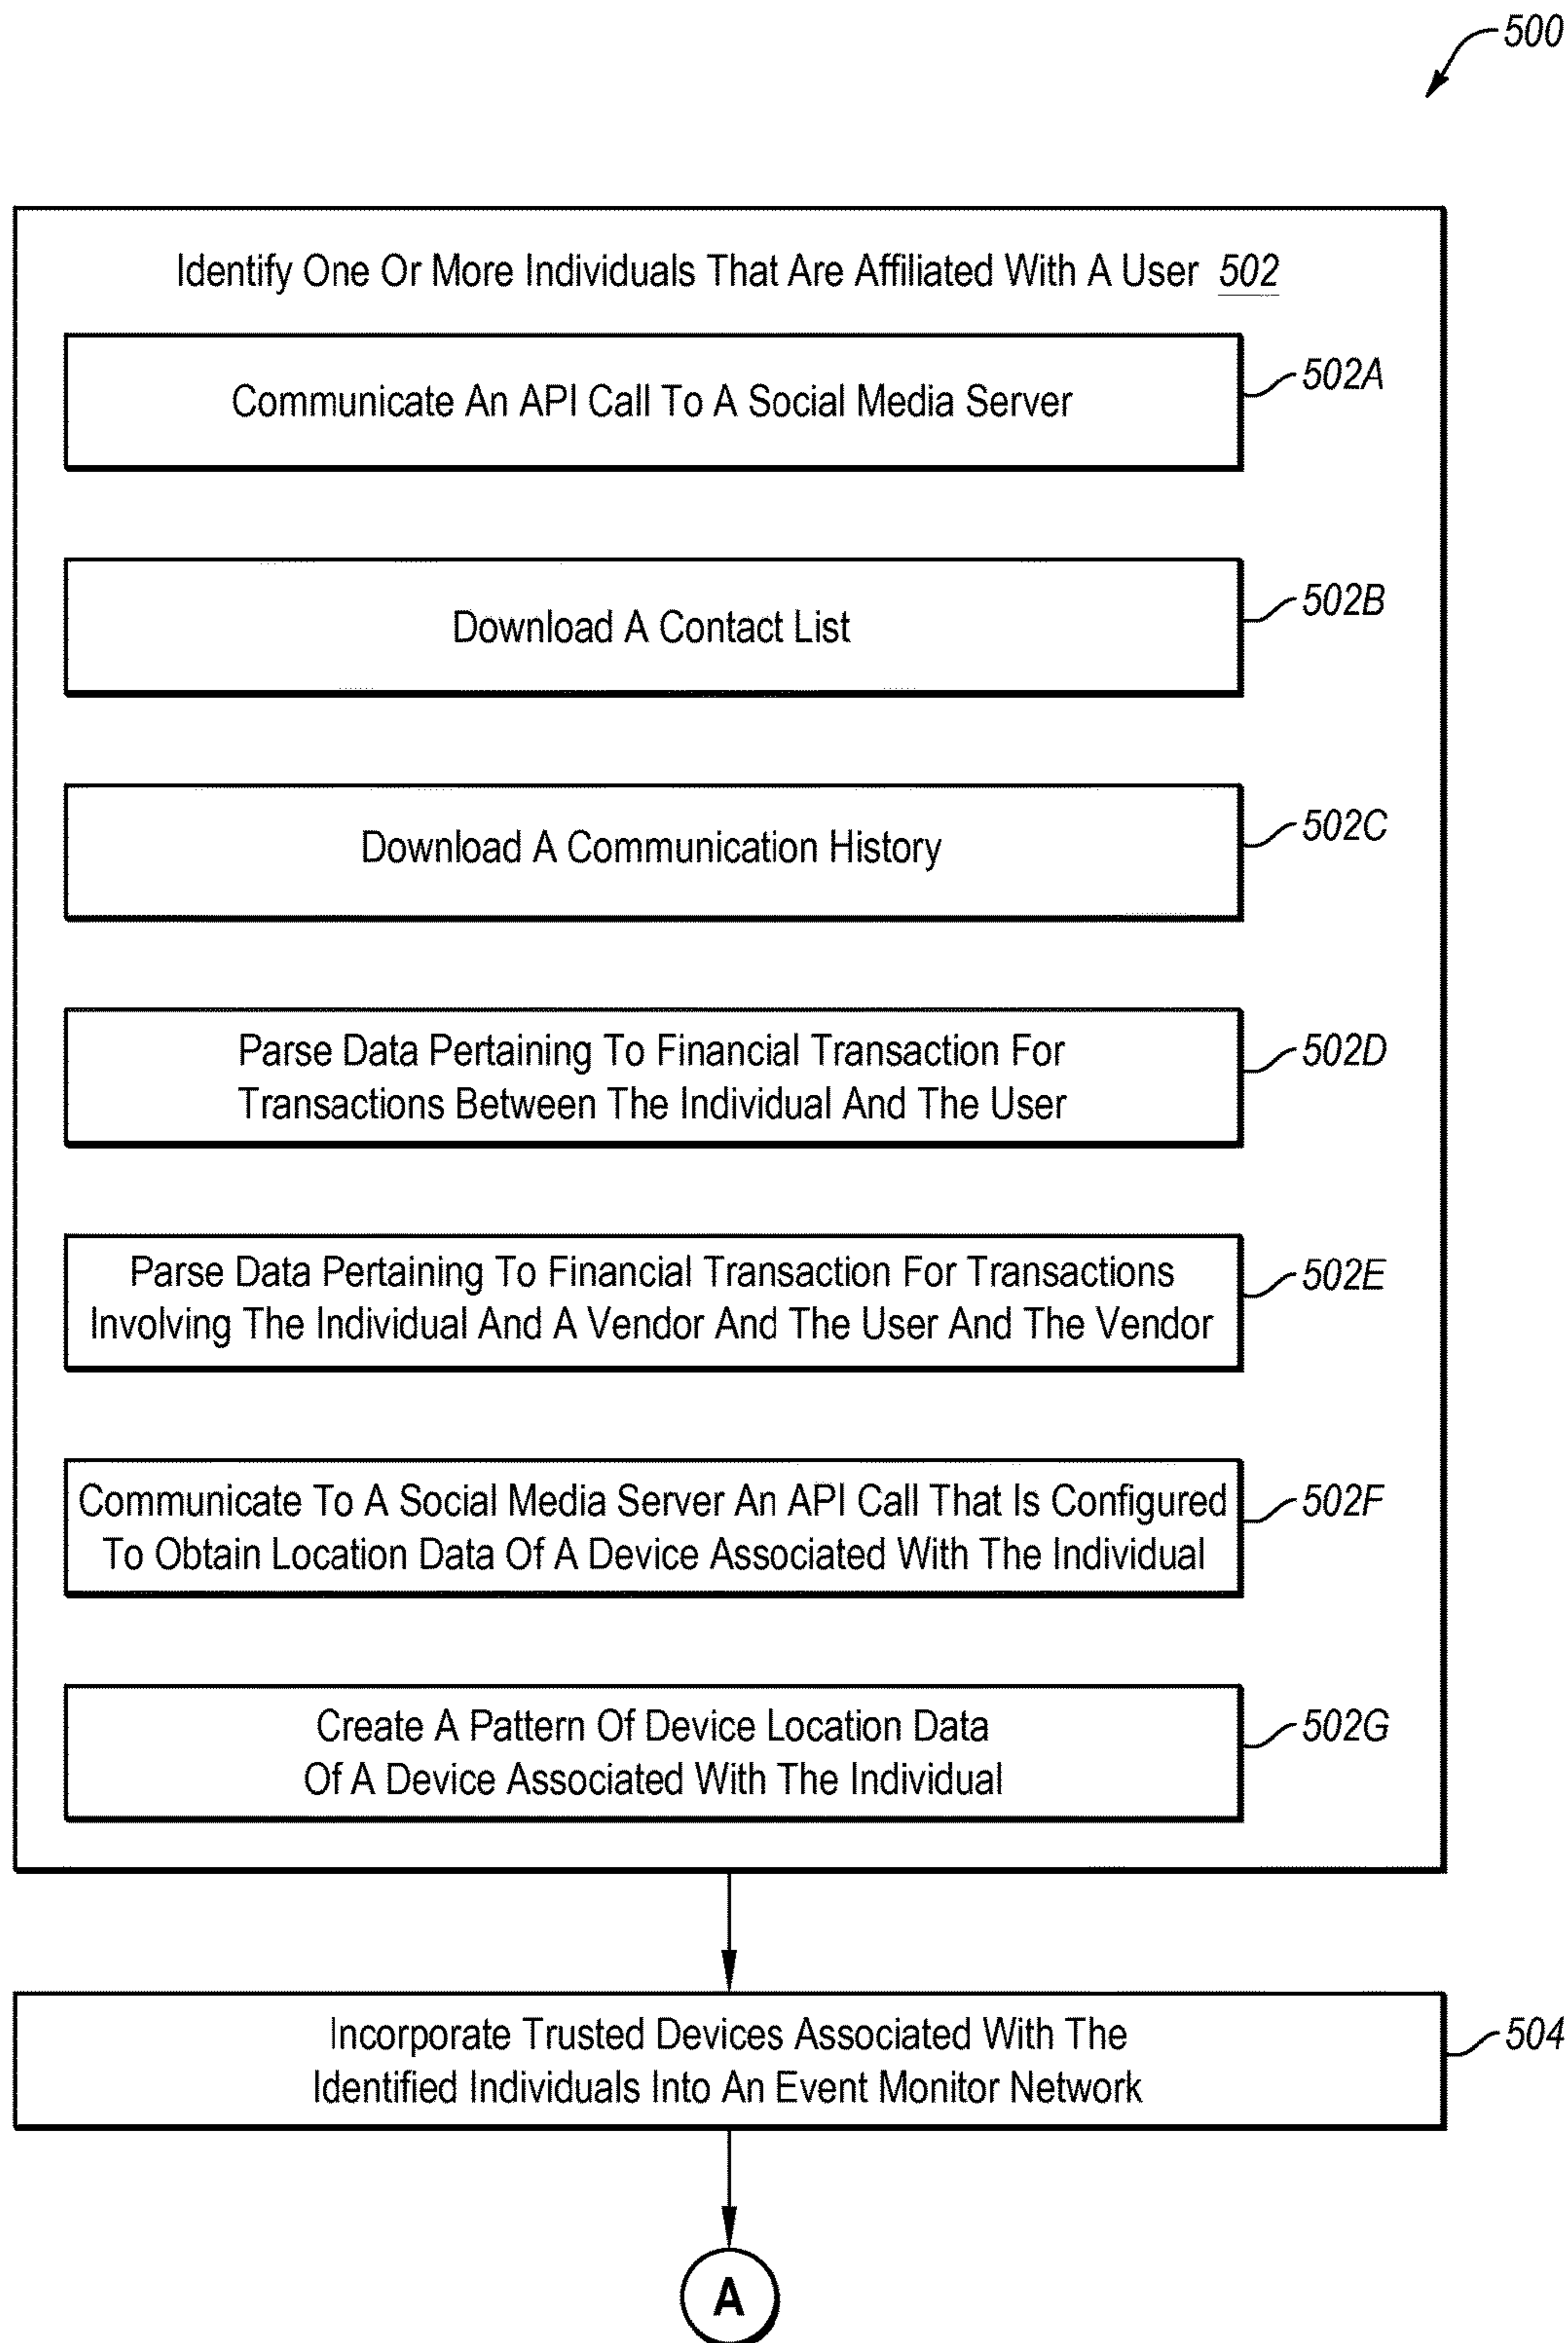 500
Identify One Or More Individuals That Are Affiliated With A User 502
Communicate An API Call To A Social Media Server
502A
Download A Contact List
502B
Download A Communication History
502C
Parse Data Pertaining To Financial Transaction For
Transactions Between The Individual And The User
502D
Parse Data Pertaining To Financial Transaction For Transactions
Involving The Individual And A Vendor And The User And The Vendor
502E
Communicate To A Social Media Server An API Call That Is Configured
To Obtain Location Data Of A Device Associated With The Individual
502F
Create A Pattern Of Device Location Data
Of A Device Associated With The Individual
502G
Incorporate Trusted Devices Associated With The
Identified Individuals Into An Event Monitor Network
504
A